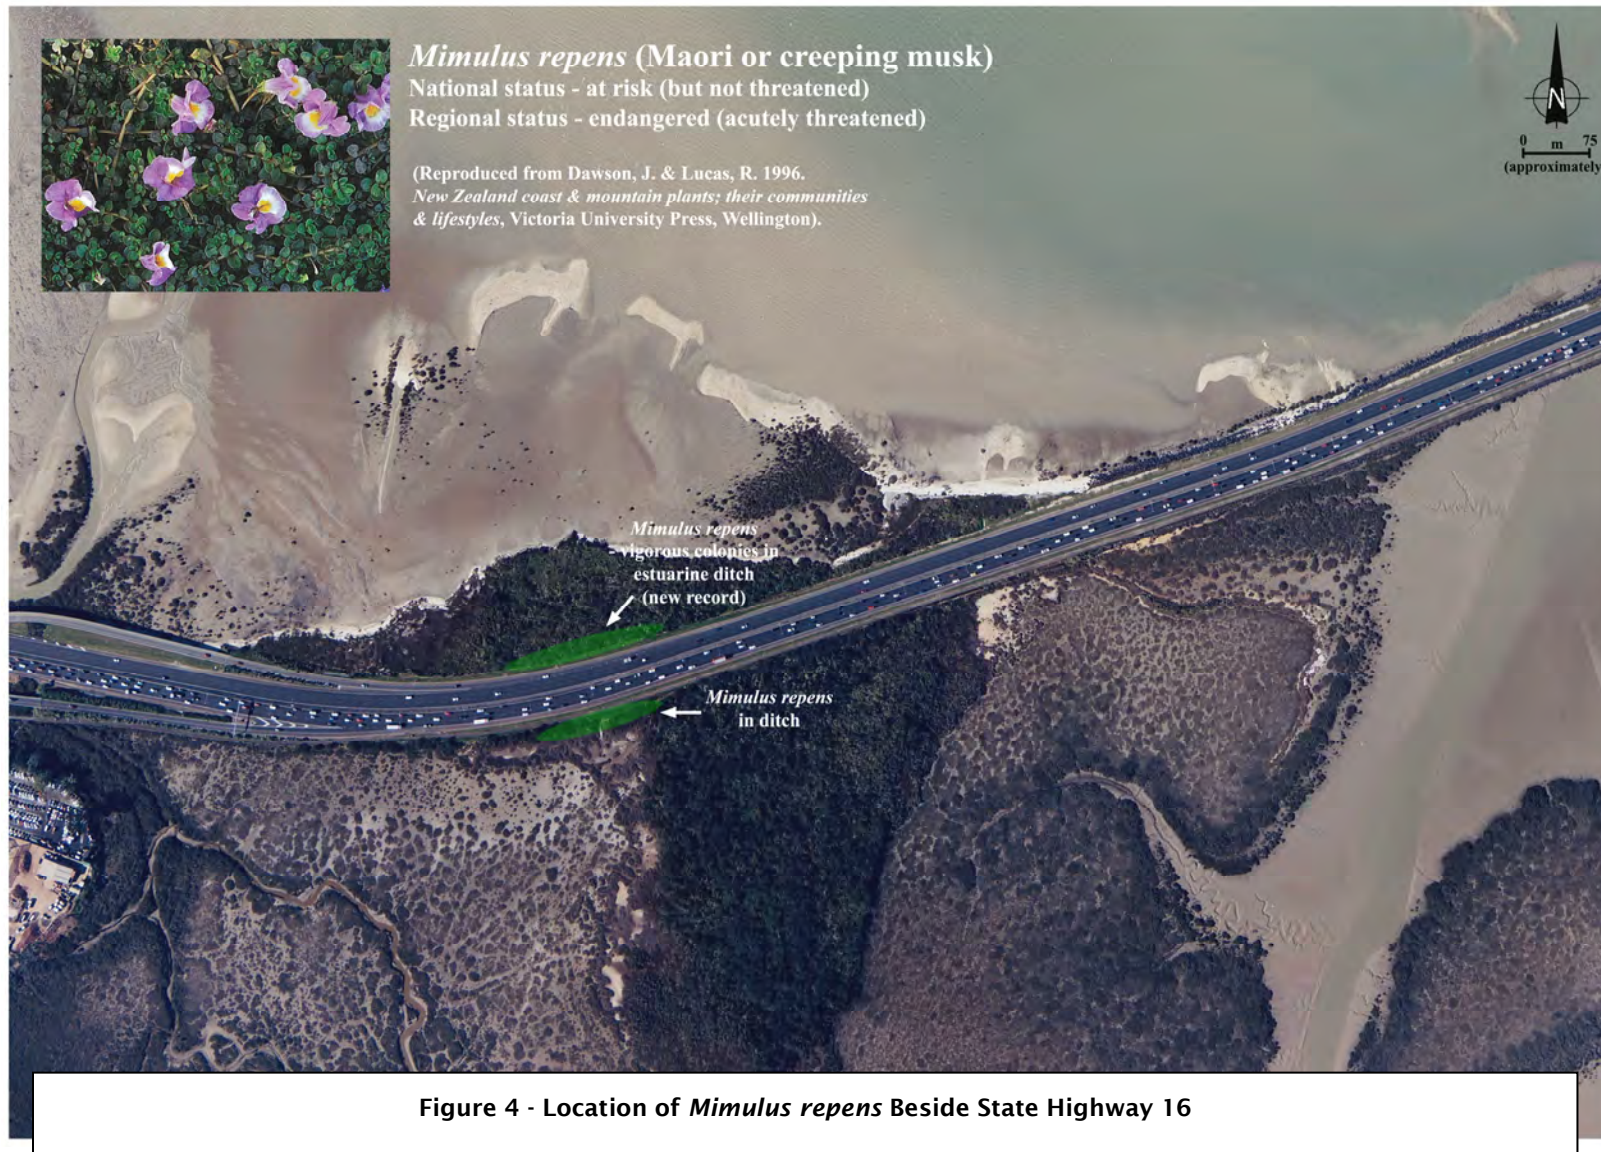 Mimulus repens (Maori or creeping musk)
National status - at risk (but not threatened)
Regional status - endangered (acutely threatened)
(Reproduced from Dawson, J. & Lucas, R. 1996.
New Zealand coast & mountain plants; their communities
& lifestyles, Victoria University Press, Wellington).
N
0 m 75
(approximately
Mimulus repens
- vigorous colonies in
estuarine ditch
(new record)
Mimulus repens
in ditch
Figure 4 - Location of Mimulus repens Beside State Highway 16